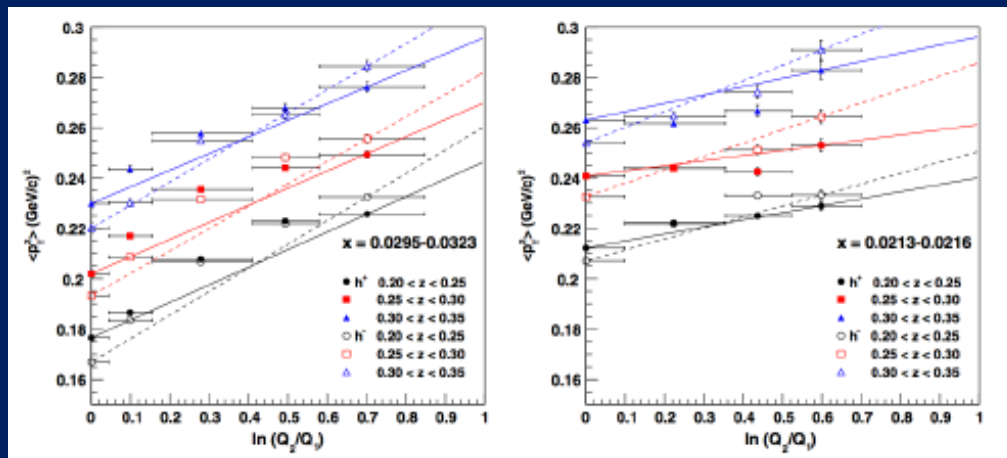 <p²_T> (GeV/c)²
0.3
0.28
0.26
0.24
0.22
0.2
0.18
0.16
x = 0.0295-0.0323
h⁺ 0.20 < z < 0.25
0.25 < z < 0.30
0.30 < z < 0.35
h⁻ 0.20 < z < 0.25
0.25 < z < 0.30
0.30 < z < 0.35
0 0.1 0.2 0.3 0.4 0.5 0.6 0.7 0.8 0.9 1
ln (Q₂/Q₁)
<p²_T> (GeV/c)²
0.3
0.28
0.26
0.24
0.22
0.2
0.18
0.16
x = 0.0213-0.0216
h⁺ 0.20 < z < 0.25
0.25 < z < 0.30
0.30 < z < 0.35
h⁻ 0.20 < z < 0.25
0.25 < z < 0.30
0.30 < z < 0.35
0 0.1 0.2 0.3 0.4 0.5 0.6 0.7 0.8 0.9 1
ln (Q₂/Q₁)